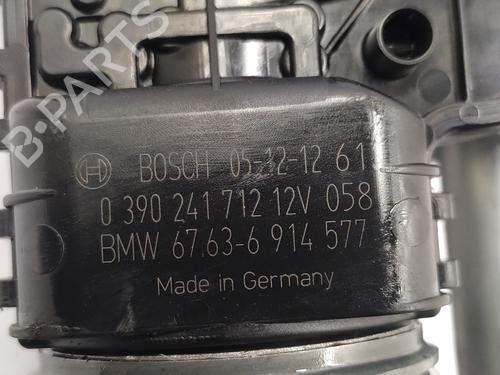 B-PARTS
BOSCH 05-12-12 61
0 390 241 712 12V 058
BMW 67.63-6 914 577
Made in Germany